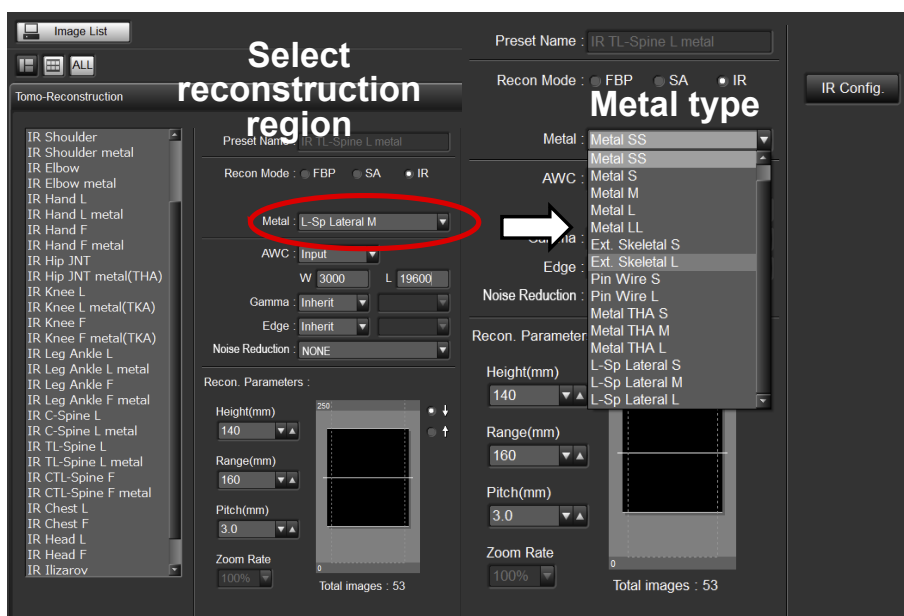 Image List
ALL
Tomo-Reconstruction
Select
reconstruction
region
IR Shoulder
IR Shoulder metal
IR Elbow
IR Elbow metal
IR Hand L
IR Hand L metal
IR Hand F
IR Hand F metal
IR Hip JNT
IR Hip JNT metal(THA)
IR Knee L
IR Knee L metal(TKA)
IR Knee F
IR Knee F metal(TKA)
IR Leg Ankle L
IR Leg Ankle L metal
IR Leg Ankle F
IR Leg Ankle F metal
IR C-Spine L
IR C-Spine L metal
IR TL-Spine L
IR TL-Spine L metal
IR CTL-Spine F
IR CTL-Spine F metal
IR Chest L
IR Chest F
IR Head L
IR Head F
IR Ilizarov
Preset Name : IR TL-Spine L metal
Recon Mode : FBP SA IR
Metal : L-Sp Lateral M
AWC : Input
W 3000 L 19600
Gamma : Inherit
Edge : Inherit
Noise Reduction : NONE
Recon. Parameters :
Height(mm)
140
Range(mm)
160
Pitch(mm)
3.0
Zoom Rate
100%
250
0
Total images : 53
Preset Name : IR TL-Spine L metal
Recon Mode : FBP SA IR
Metal type
Metal : Metal SS
Metal SS
Metal S
Metal M
Metal L
Metal LL
Ext. Skeletal S
Ext. Skeletal L
Pin Wire S
Pin Wire L
Metal THA S
Metal THA M
Metal THA L
L-Sp Lateral S
L-Sp Lateral M
L-Sp Lateral L
AWC :
Gamma :
Edge :
Noise Reduction :
Recon. Parameter
Height(mm)
140
Range(mm)
160
Pitch(mm)
3.0
Zoom Rate
100%
0
Total images : 53
IR Config.